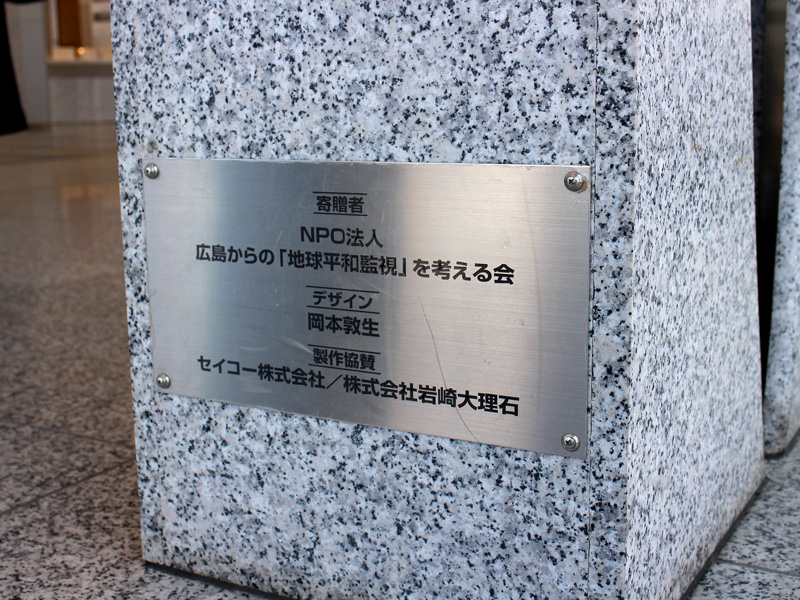 寄贈者
NPO法人
広島からの「地球平和監視」を考える会
デザイン
岡本敦生
製作協賛
セイコー株式会社／株式会社岩崎大理石